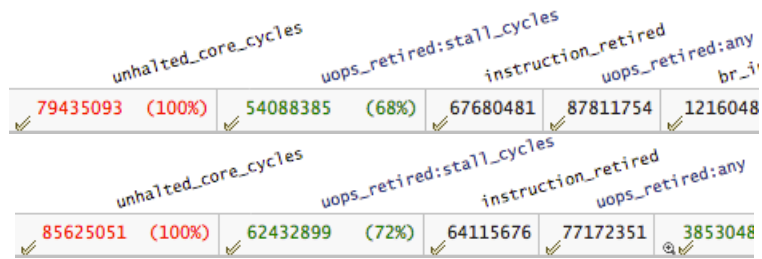 unhalted_core_cycles uops_retired:stall_cycles instruction_retired uops_retired:any
79435093 (100%) 54088385 (68%) 67680481 87811754 1216048
unhalted_core_cycles uops_retired:stall_cycles instruction_retired uops_retired:any
85625051 (100%) 62432899 (72%) 64115676 77172351 3853048